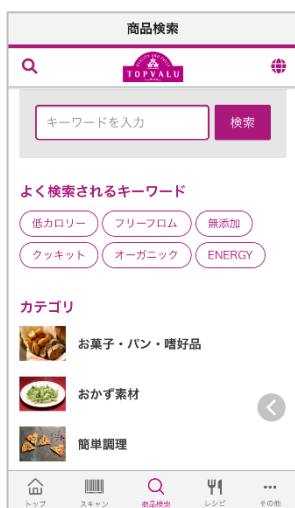 商品検索
TOPVALU
キーワードを入力
検索
よく検索されるキーワード
低カロリー
フリーフロム
無添加
クッキット
オーガニック
ENERGY
カテゴリ
お菓子・パン・嗜好品
おかず素材
簡単調理
トップ
スキャン
商品検索
レシピ
その他